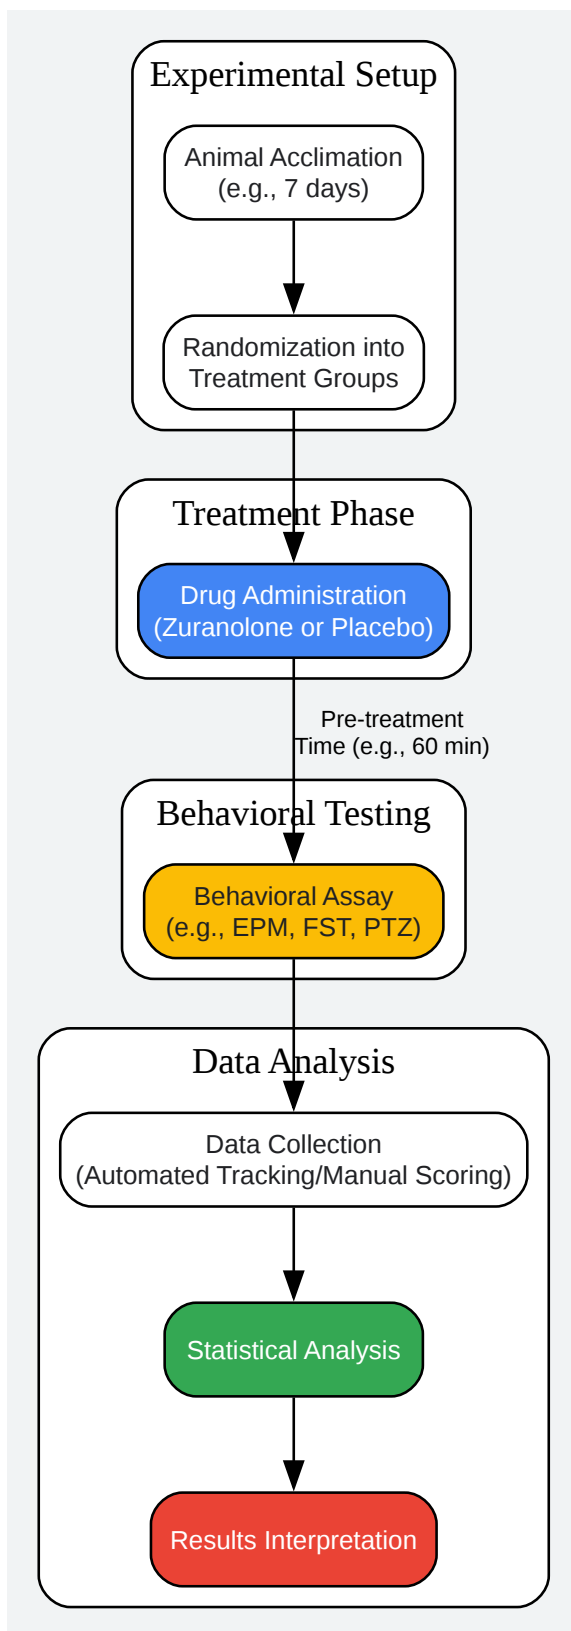 Experimental Setup
Animal Acclimation
(e.g., 7 days)
Randomization into
Treatment Groups
Treatment Phase
Drug Administration
(Zuranolone or Placebo)
Pre-treatment
Time (e.g., 60 min)
Behavioral Testing
Behavioral Assay
(e.g., EPM, FST, PTZ)
Data Analysis
Data Collection
(Automated Tracking/Manual Scoring)
Statistical Analysis
Results Interpretation